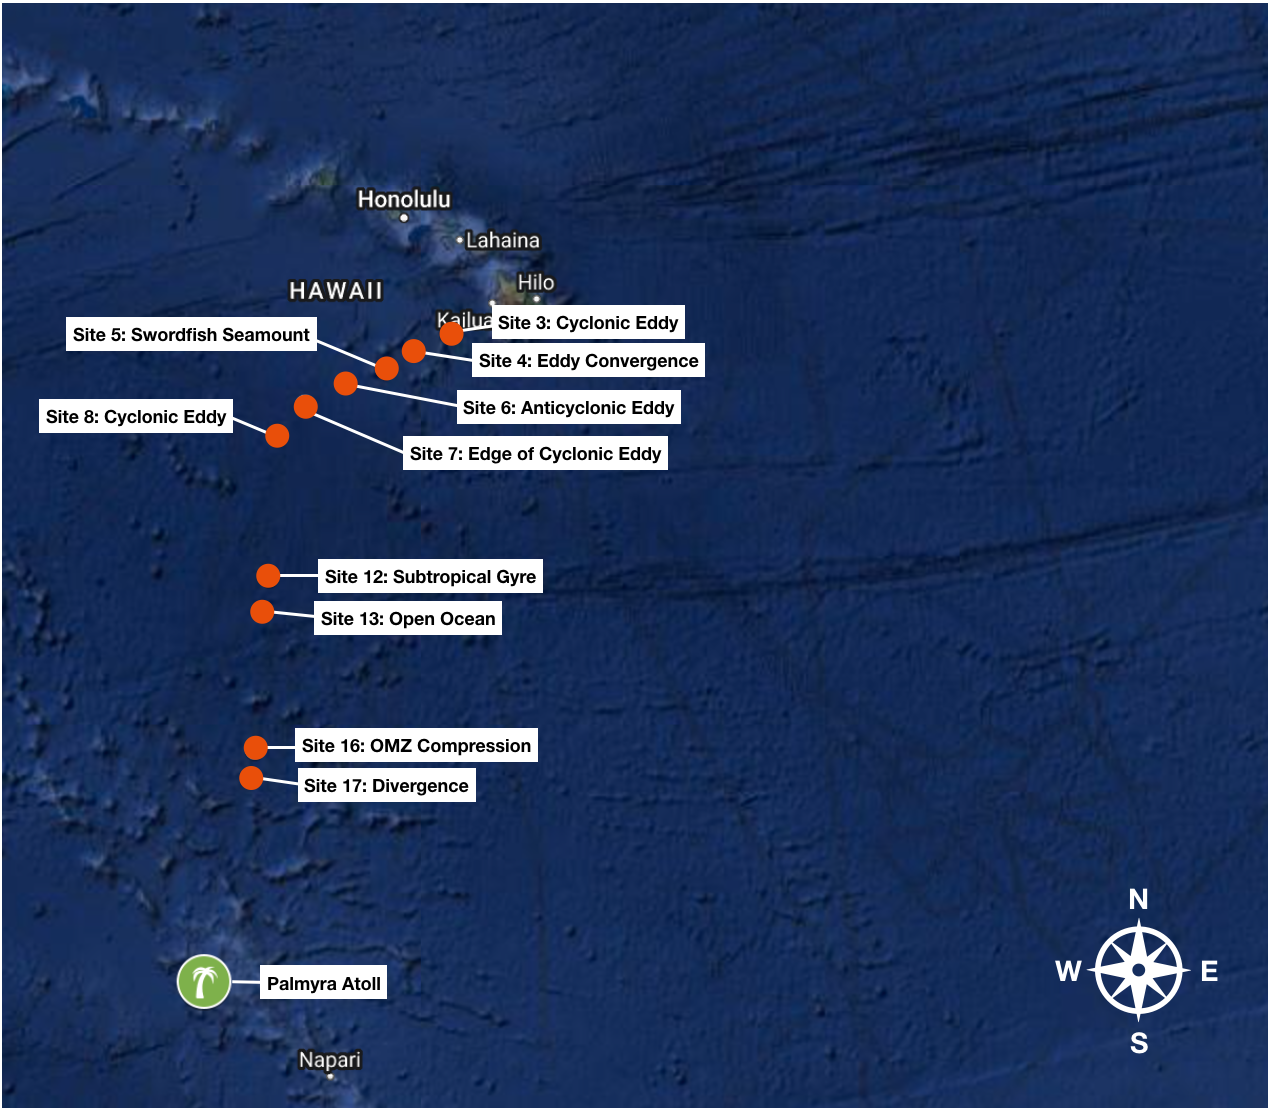 Honolulu
Lahaina
Hilo
HAWAII
Kailua
Site 3: Cyclonic Eddy
Site 5: Swordfish Seamount
Site 4: Eddy Convergence
Site 6: Anticyclonic Eddy
Site 8: Cyclonic Eddy
Site 7: Edge of Cyclonic Eddy
Site 12: Subtropical Gyre
Site 13: Open Ocean
Site 16: OMZ Compression
Site 17: Divergence
N
W E
S
Palmyra Atoll
Napari